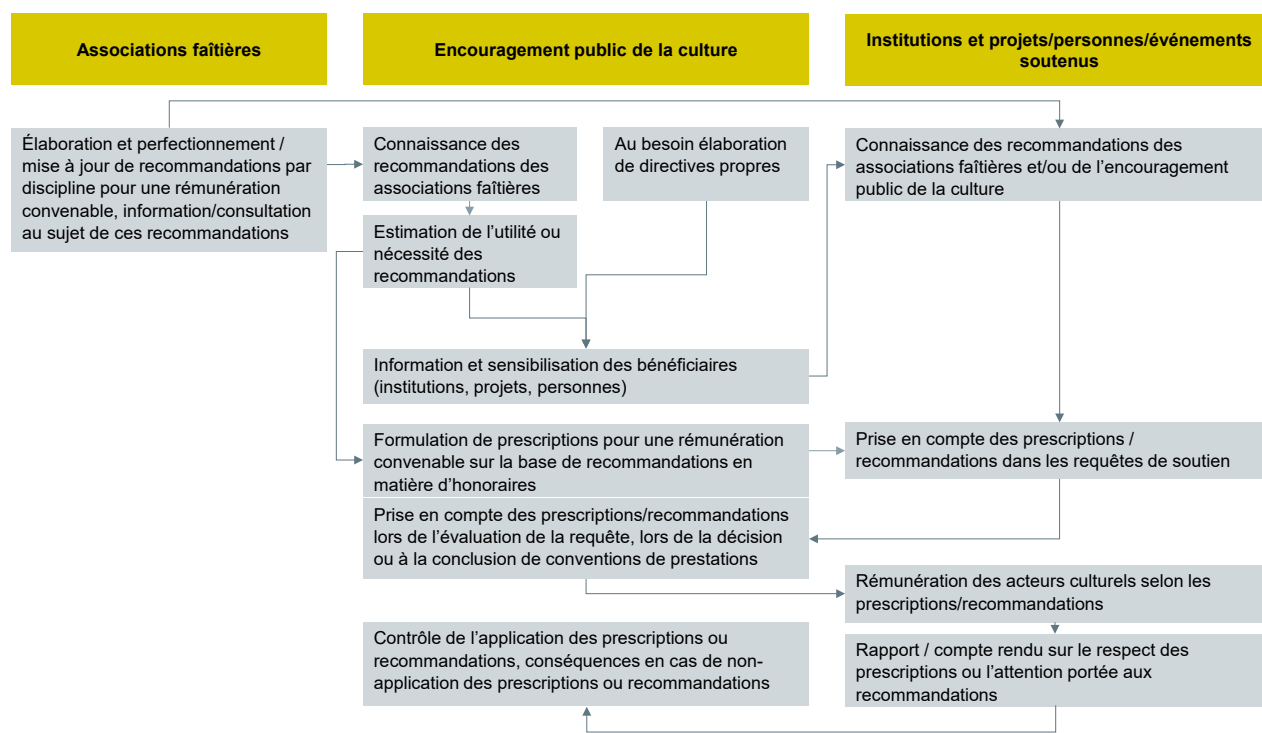 Associations faîtières
Encouragement public de la culture
Institutions et projets/personnes/événements
soutenus
Élaboration et perfectionnement /
mise à jour de recommandations par
discipline pour une rémunération
convenable, information/consultation
au sujet de ces recommandations
Connaissance des
recommandations des
associations faîtières
Au besoin élaboration
de directives propres
Connaissance des recommandations des
associations faîtières et/ou de l'encouragement
public de la culture
Estimation de l'utilité ou
nécessité des
recommandations
Information et sensibilisation des bénéficiaires
(institutions, projets, personnes)
Formulation de prescriptions pour une rémunération
convenable sur la base de recommandations en
matière d'honoraires
Prise en compte des prescriptions /
recommandations dans les requêtes de soutien
Prise en compte des prescriptions/recommandations
lors de l'évaluation de la requête, lors de la décision
ou à la conclusion de conventions de prestations
Rémunération des acteurs culturels selon les
prescriptions/recommandations
Contrôle de l'application des prescriptions ou
recommandations, conséquences en cas de non-
application des prescriptions ou recommandations
Rapport / compte rendu sur le respect des
prescriptions ou l'attention portée aux
recommandations